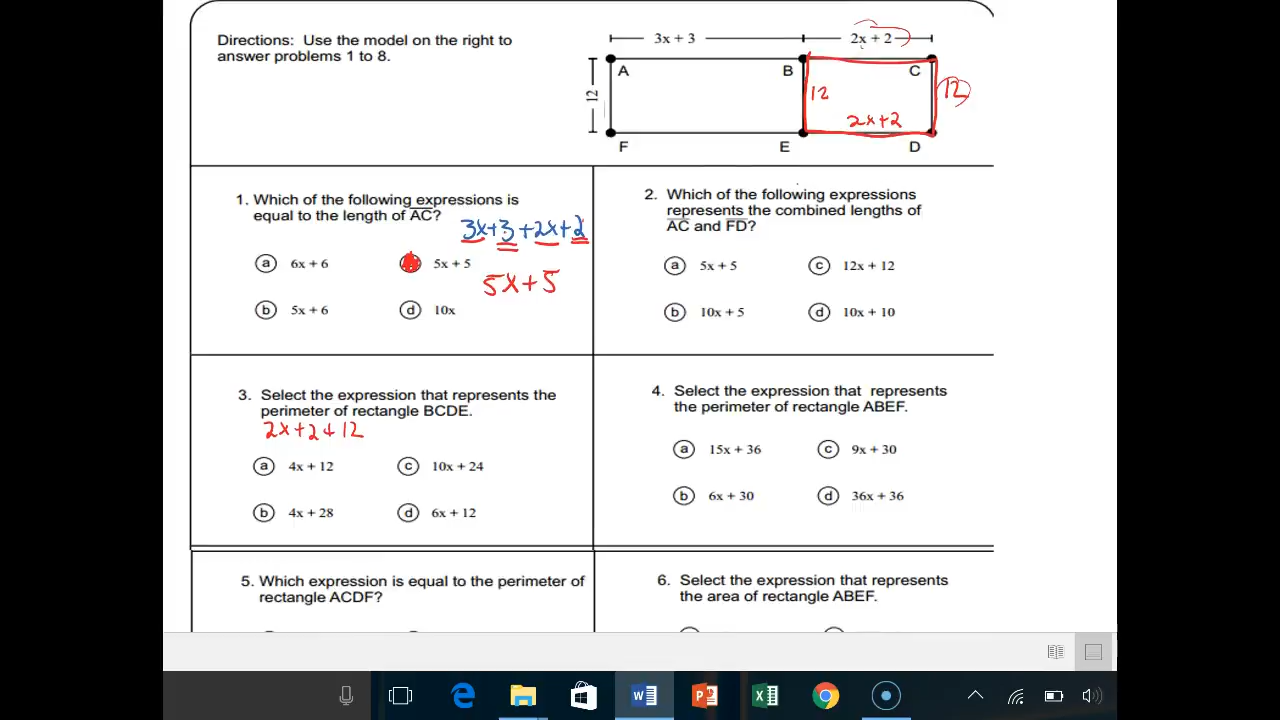 Directions: Use the model on the right to
answer problems 1 to 8.
3x + 3
2x + 2
12
A
B
C
12
12
2x+2
F
E
D
1. Which of the following expressions is
equal to the length of AC?
3x+3+2x+2
a 6x + 6
5x + 5
5x+5
b 5x + 6
d 10x
2. Which of the following expressions
represents the combined lengths of
AC and FD?
a 5x + 5
c 12x + 12
b 10x + 5
d 10x + 10
3. Select the expression that represents the
perimeter of rectangle BCDE.
2x+2+12
a 4x + 12
c 10x + 24
b 4x + 28
d 6x + 12
4. Select the expression that represents
the perimeter of rectangle ABEF.
a 15x + 36
c 9x + 30
b 6x + 30
d 36x + 36
5. Which expression is equal to the perimeter of
rectangle ACDF?
6. Select the expression that represents
the area of rectangle ABEF.